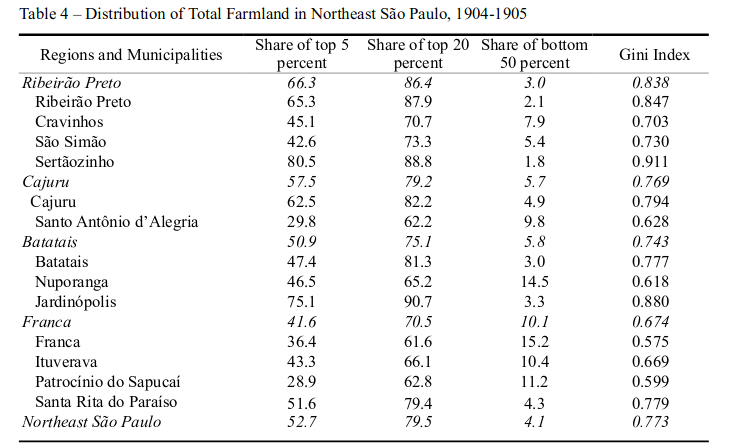 Table 4 – Distribution of Total Farmland in Northeast São Paulo, 1904-1905
Regions and Municipalities Share of top 5 percent Share of top 20 percent Share of bottom 50 percent Gini Index
Ribeirão Preto 66.3 86.4 3.0 0.838
Ribeirão Preto 65.3 87.9 2.1 0.847
Cravinhos 45.1 70.7 7.9 0.703
São Simão 42.6 73.3 5.4 0.730
Sertãozinho 80.5 88.8 1.8 0.911
Cajuru 57.5 79.2 5.7 0.769
Cajuru 62.5 82.2 4.9 0.794
Santo Antônio d’Alegria 29.8 62.2 9.8 0.628
Batatais 50.9 75.1 5.8 0.743
Batatais 47.4 81.3 3.0 0.777
Nuporanga 46.5 65.2 14.5 0.618
Jardinópolis 75.1 90.7 3.3 0.880
Franca 41.6 70.5 10.1 0.674
Franca 36.4 61.6 15.2 0.575
Ituverava 43.3 66.1 10.4 0.669
Patrocínio do Sapucaí 28.9 62.8 11.2 0.599
Santa Rita do Paraíso 51.6 79.4 4.3 0.779
Northeast São Paulo 52.7 79.5 4.1 0.773